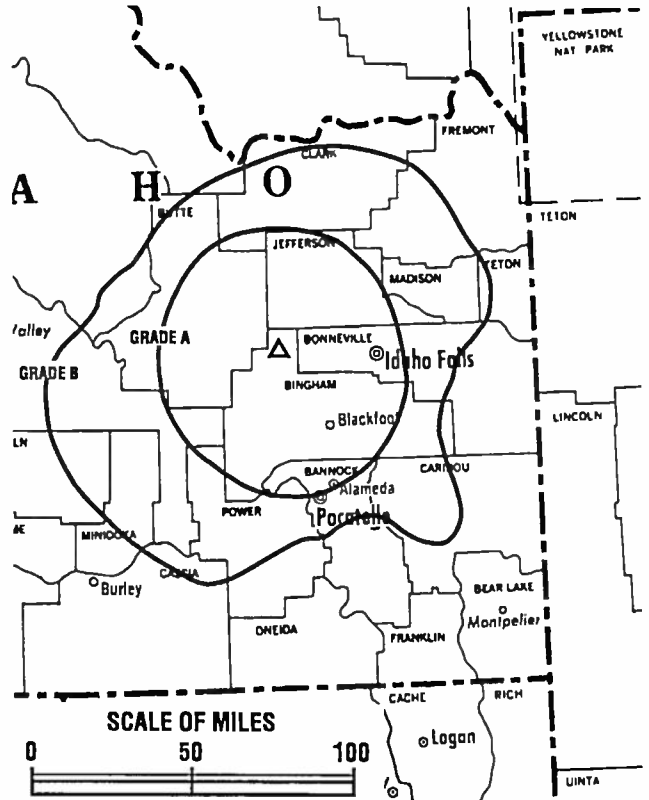 YELLOWSTONE
NAT PARK
FREMONT
CLARK
A H O
BUTTE
TETON
JEFFERSON
TETON
MADISON
Valley
GRADE A
BONNEVILLE
Idaho Falls
GRADE B
BINGHAM
Blackfoot
LINCOLN
LN
BANNOCK
CARIBOU
Alameda
POWER
Pocatello
ME
MINIDOKA
CASSIA
Burley
BEAR LAKE
Montpelier
ONEIDA
FRANKLIN
CACHE
RICH
SCALE OF MILES
0 50 100
Logan
UINTA